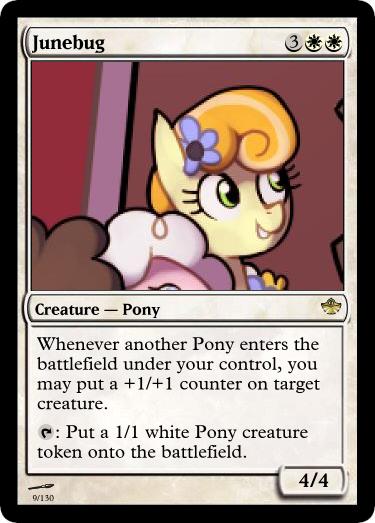 Junebug 3
Creature — Pony
Whenever another Pony enters the
battlefield under your control, you
may put a +1/+1 counter on target
creature.
: Put a 1/1 white Pony creature
token onto the battlefield.
4/4
9/130